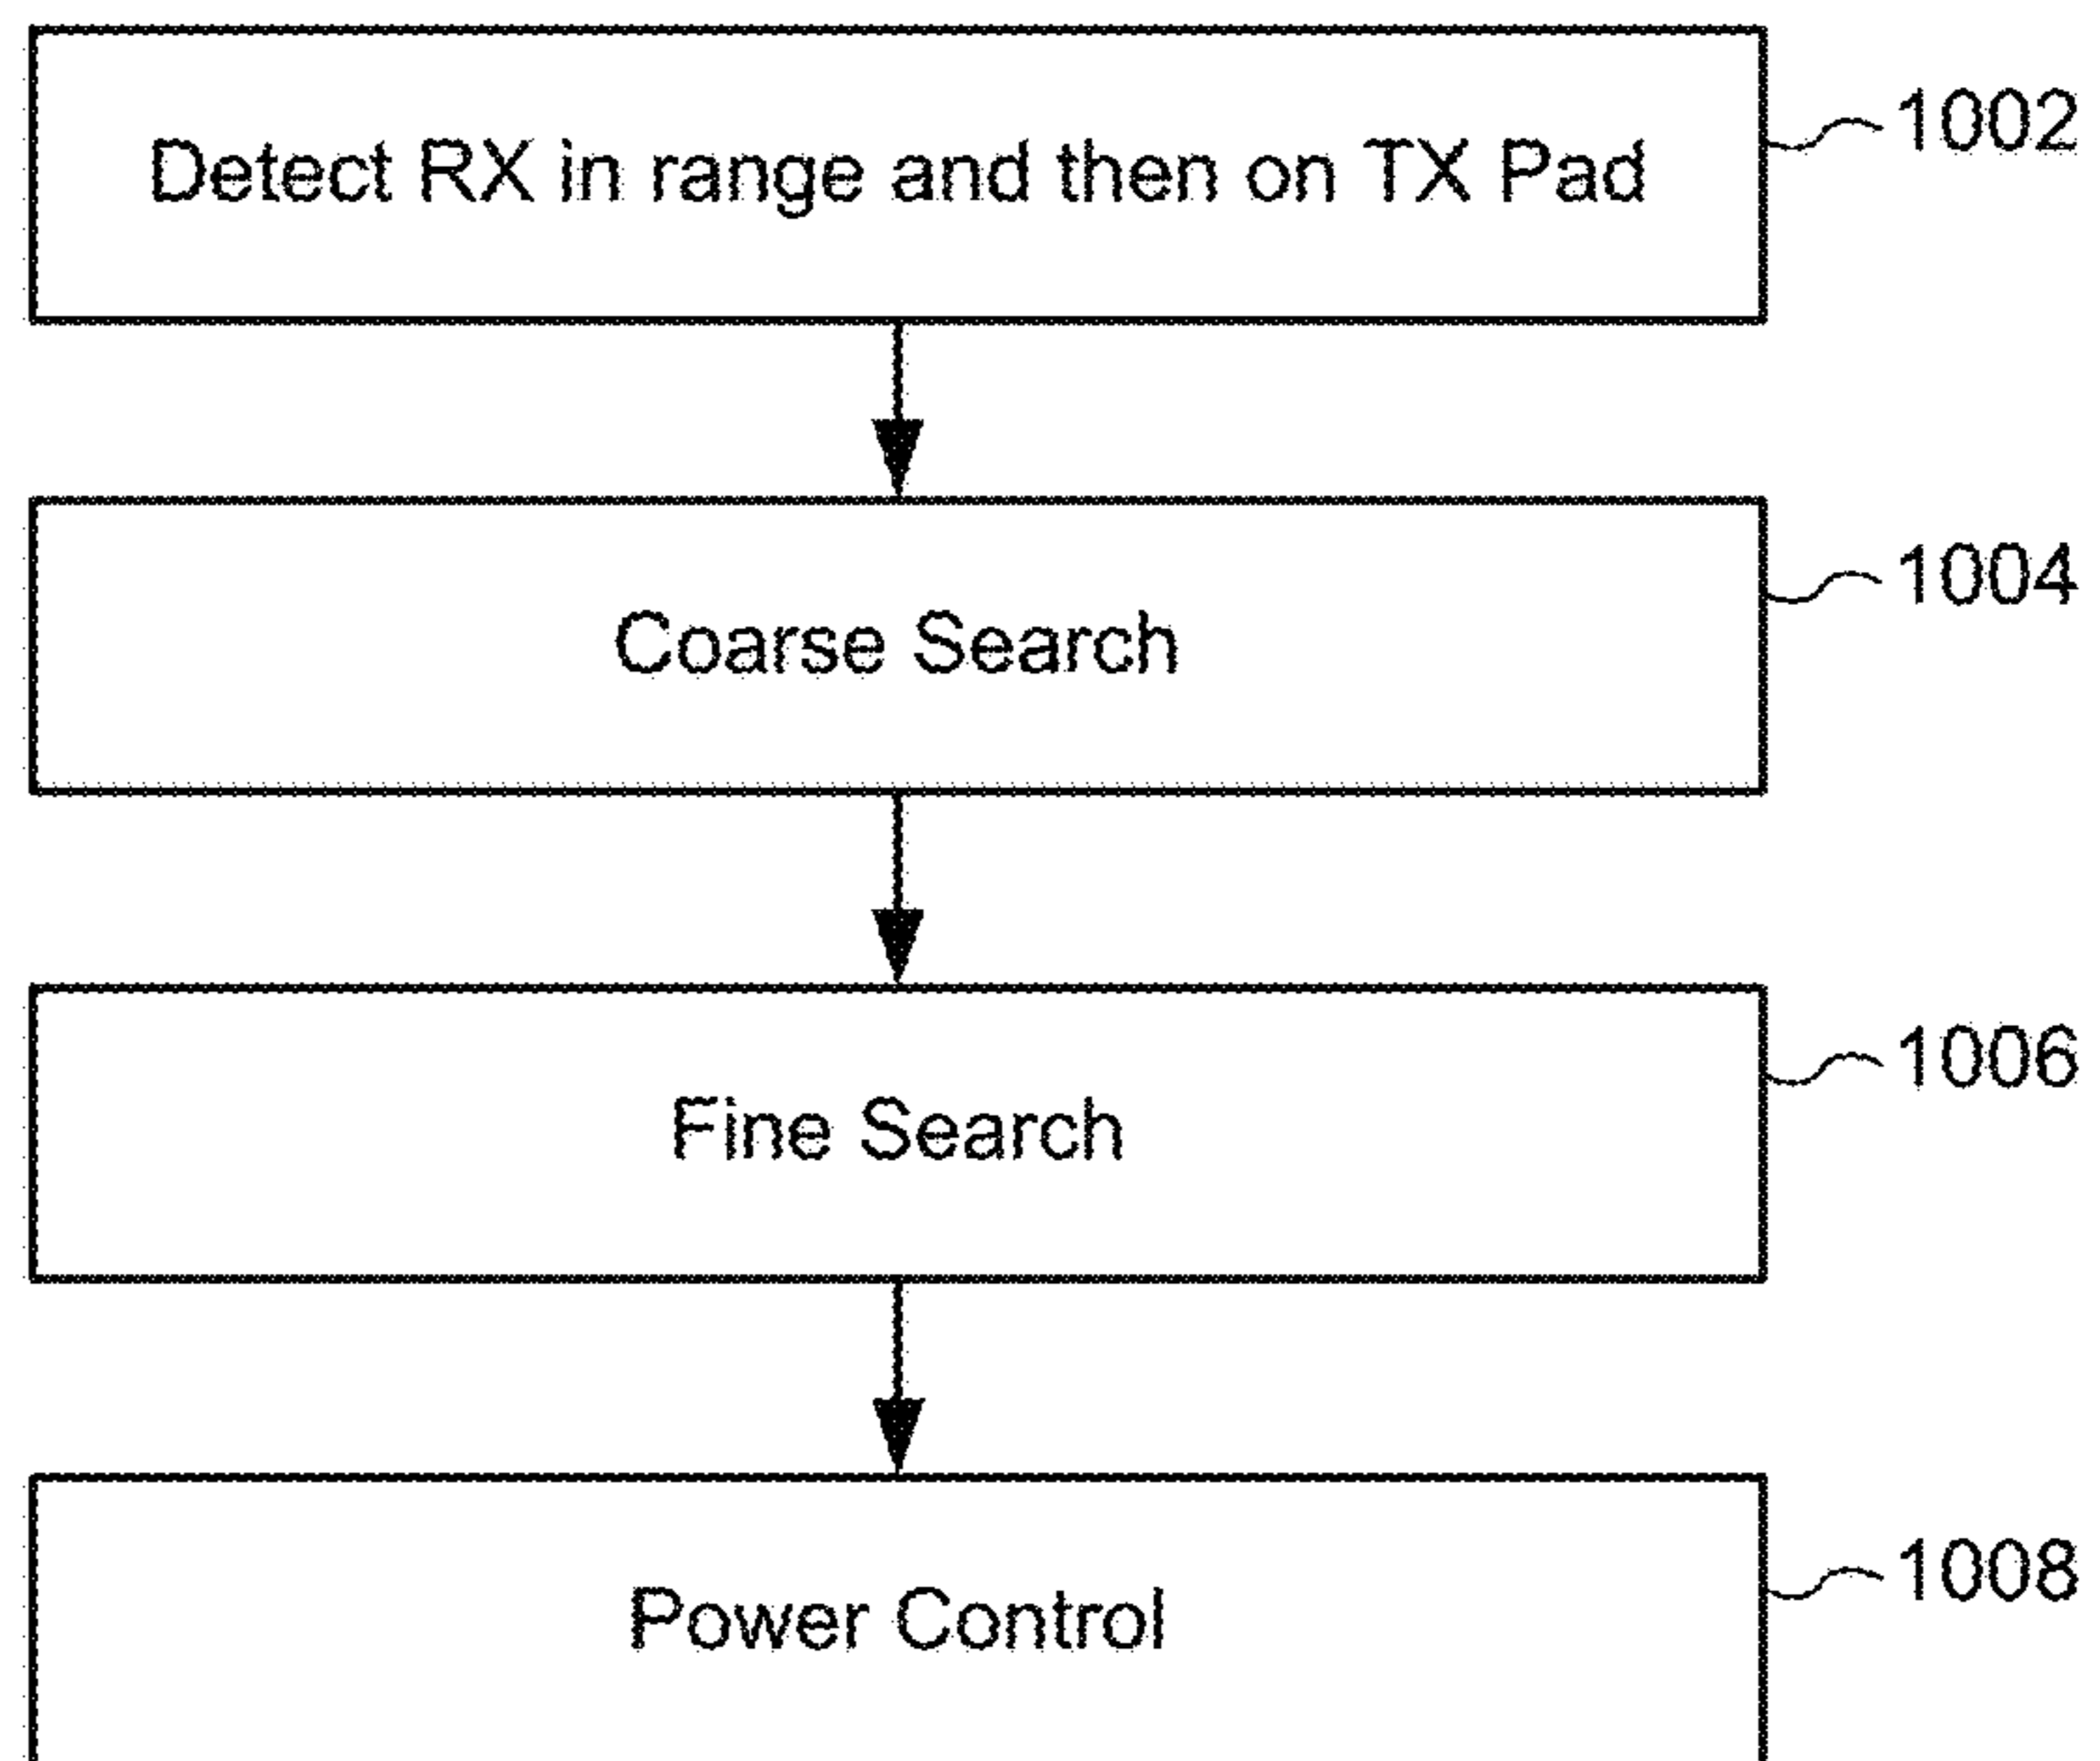 Detect RX in range and then on TX Pad
1002
Coarse Search
1004
Fine Search
1006
Power Control
1008